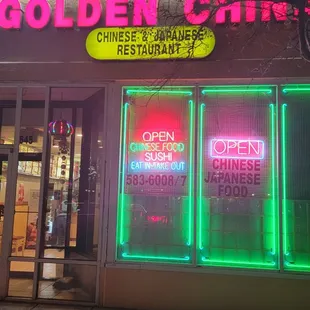 GOLDEN CHIN
CHINESE & JAPANESE
RESTAURANT
OPEN
CHINESE FOOD
SUSHI
EAT IN•TAKE OUT
583-6008/7
OPEN
CHINESE
JAPANESE
FOOD